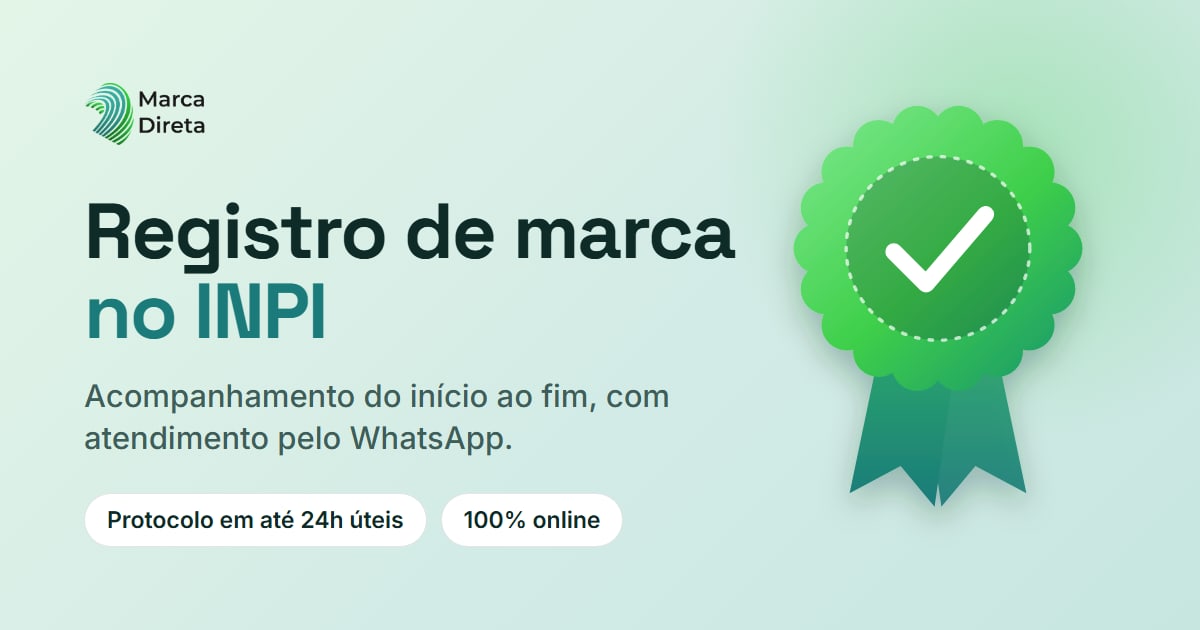 Marca
Direta
Registro de marca
no INPI
Acompanhamento do início ao fim, com
atendimento pelo WhatsApp.
Protocolo em até 24h úteis
100% online